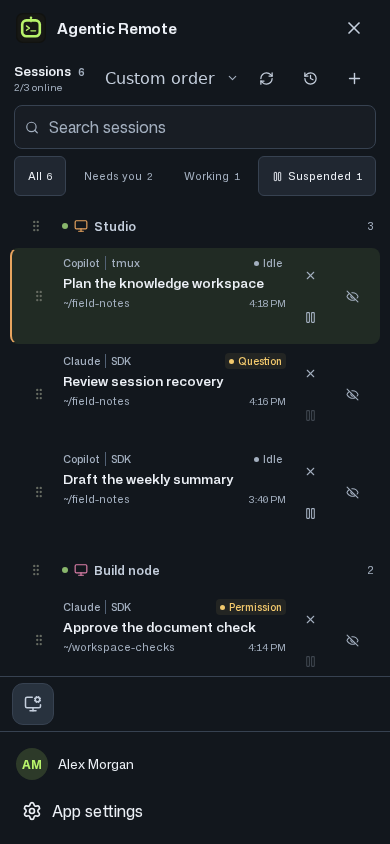 Agentic Remote
Sessions 6
2/3 online
Custom order
Search sessions
All 6
Needs you 2
Working 1
Suspended 1
Studio 3
Copilot | tmux Idle
Plan the knowledge workspace
~/field-notes 4:18 PM
Claude | SDK Question
Review session recovery
~/field-notes 4:16 PM
Copilot | SDK Idle
Draft the weekly summary
~/field-notes 3:40 PM
Build node 2
Claude | SDK Permission
Approve the document check
~/workspace-checks 4:14 PM
AM Alex Morgan
App settings